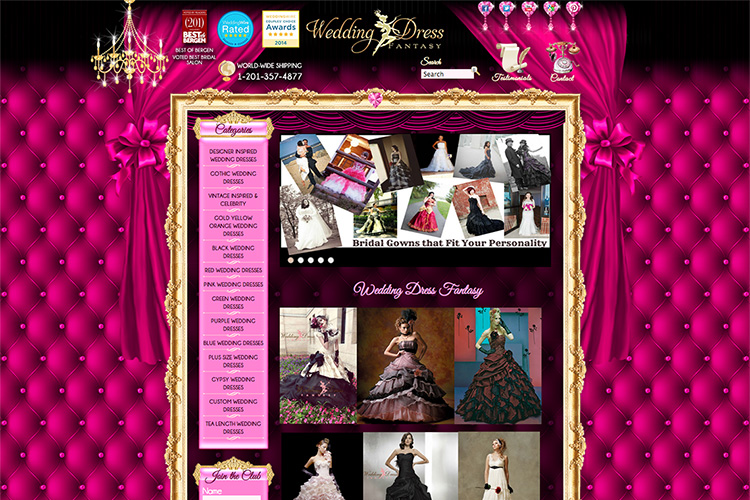 (201)
BEST OF
BERGEN
BEST OF BERGEN
VOTED BEST BRIDAL
SALON
WeddingWire
Rated
WEDDINGWIRE
COUPLES' CHOICE
Awards
2014
Wedding Dress
FANTASY
WORLD-WIDE SHIPPING
1-201-357-4877
Search
Search
Testimonials
Contact
Categories
DESIGNER INSPIRED
WEDDING DRESSES
GOTHIC WEDDING
DRESSES
VINTAGE INSPIRED &
CELEBRITY
GOLD YELLOW
ORANGE WEDDING
DRESSES
BLACK WEDDING
DRESSES
RED WEDDING DRESSES
PINK WEDDING DRESSES
GREEN WEDDING
DRESSES
PURPLE WEDDING
DRESSES
BLUE WEDDING DRESSES
PLUS SIZE WEDDING
DRESSES
GYPSY WEDDING
DRESSES
CUSTOM WEDDING
DRESSES
TEA LENGTH WEDDING
DRESSES
Join the Club
Name
Bridal Gowns that Fit Your Personality
Wedding Dress Fantasy